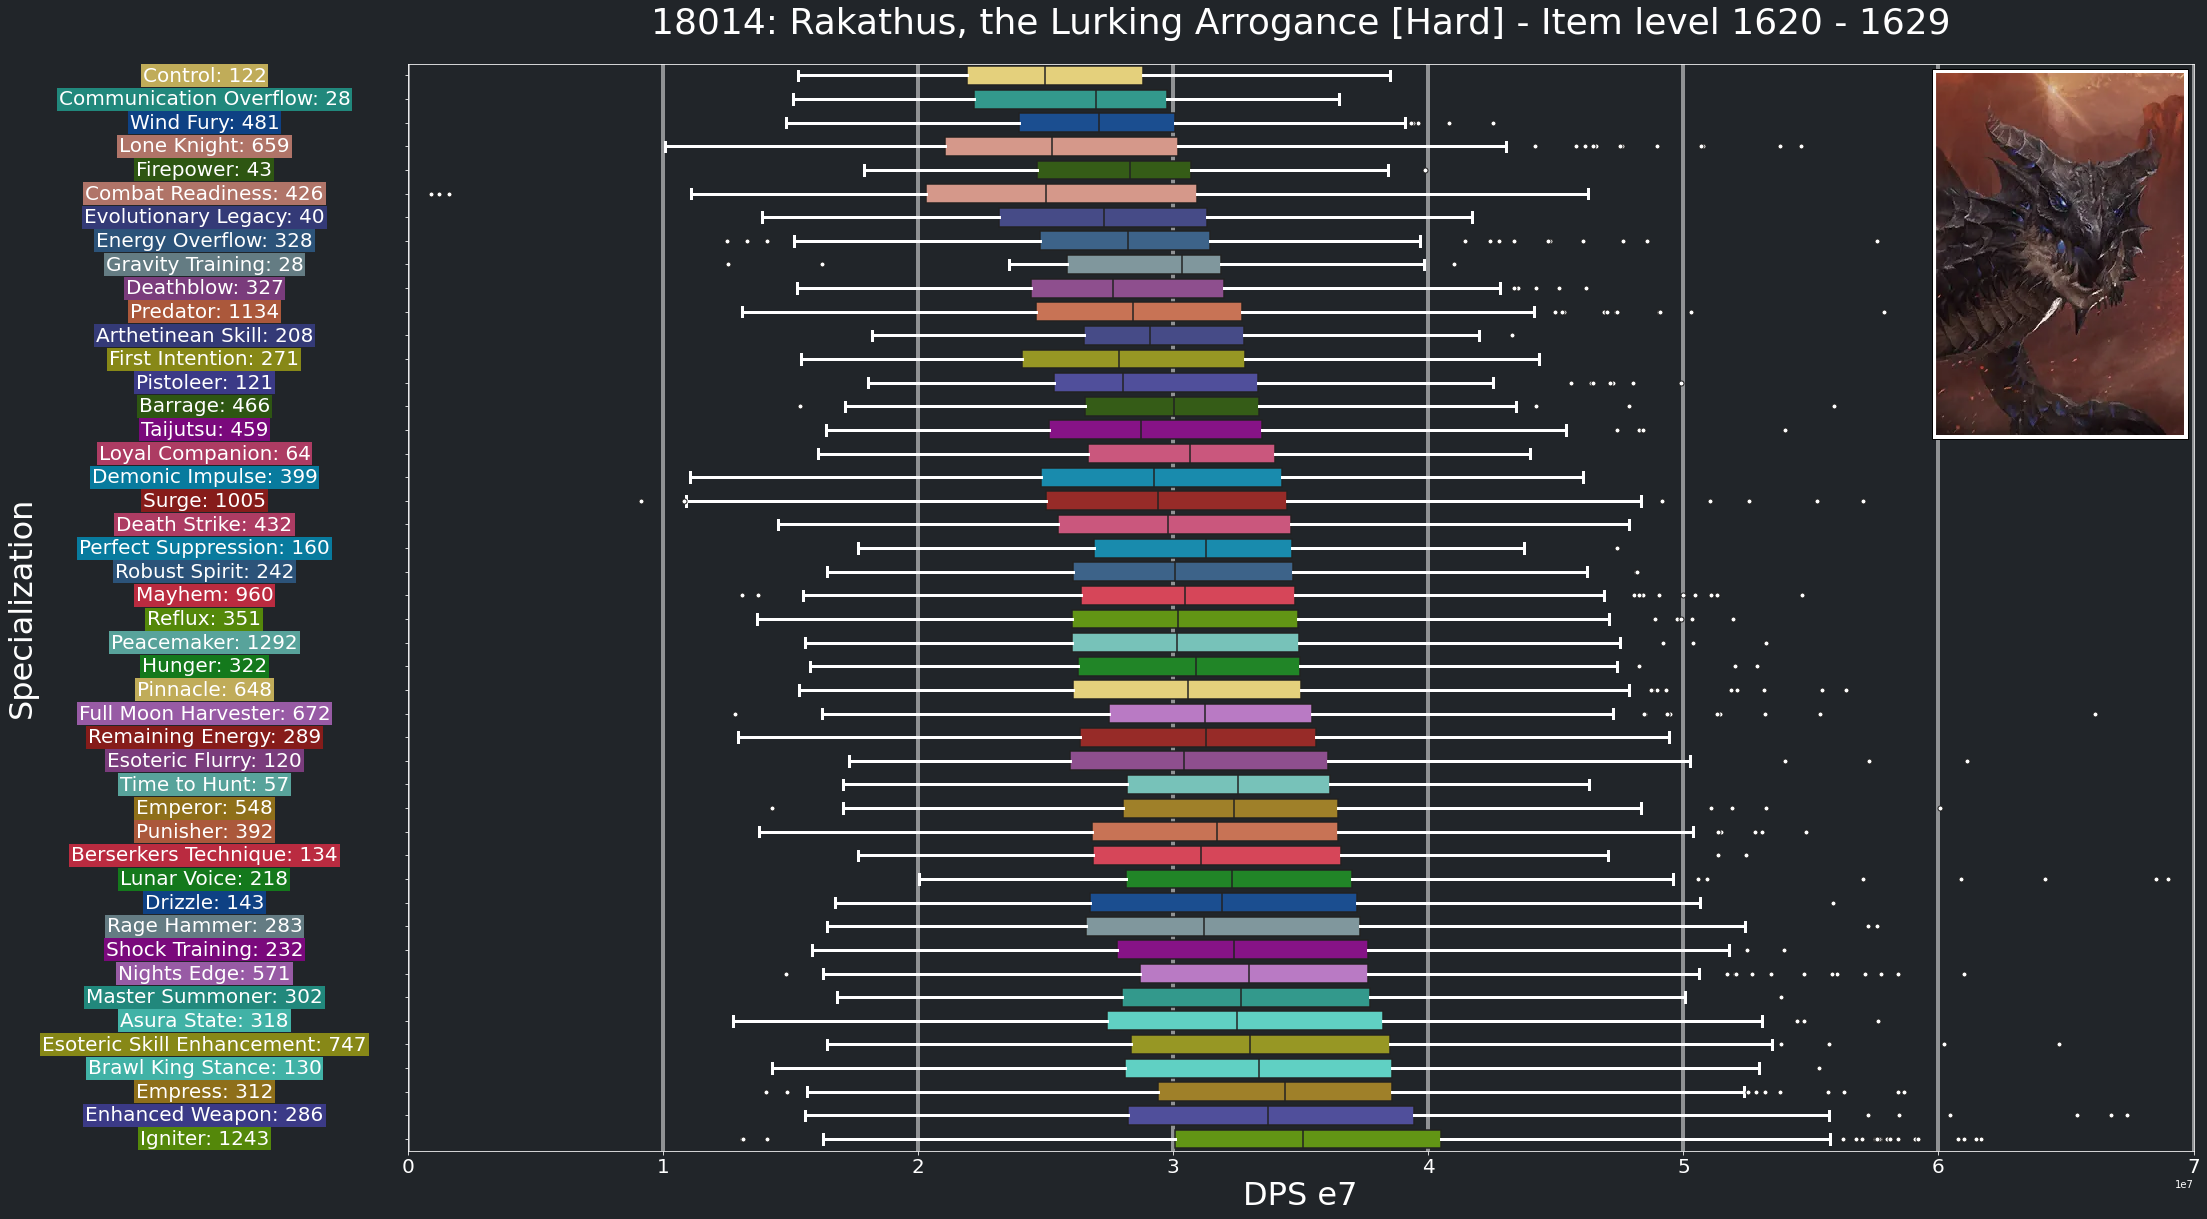 18014: Rakathus, the Lurking Arrogance [Hard] - Item level 1620 - 1629
Specialization
Control: 122
Communication Overflow: 28
Wind Fury: 481
Lone Knight: 659
Firepower: 43
Combat Readiness: 426
Evolutionary Legacy: 40
Energy Overflow: 328
Gravity Training: 28
Deathblow: 327
Predator: 1134
Arthetinean Skill: 208
First Intention: 271
Pistoleer: 121
Barrage: 466
Taijutsu: 459
Loyal Companion: 64
Demonic Impulse: 399
Surge: 1005
Death Strike: 432
Perfect Suppression: 160
Robust Spirit: 242
Mayhem: 960
Reflux: 351
Peacemaker: 1292
Hunger: 322
Pinnacle: 648
Full Moon Harvester: 672
Remaining Energy: 289
Esoteric Flurry: 120
Time to Hunt: 57
Emperor: 548
Punisher: 392
Berserkers Technique: 134
Lunar Voice: 218
Drizzle: 143
Rage Hammer: 283
Shock Training: 232
Nights Edge: 571
Master Summoner: 302
Asura State: 318
Esoteric Skill Enhancement: 747
Brawl King Stance: 130
Empress: 312
Enhanced Weapon: 286
Igniter: 1243
0 1 2 3 4 5 6 7
1e7
DPS e7